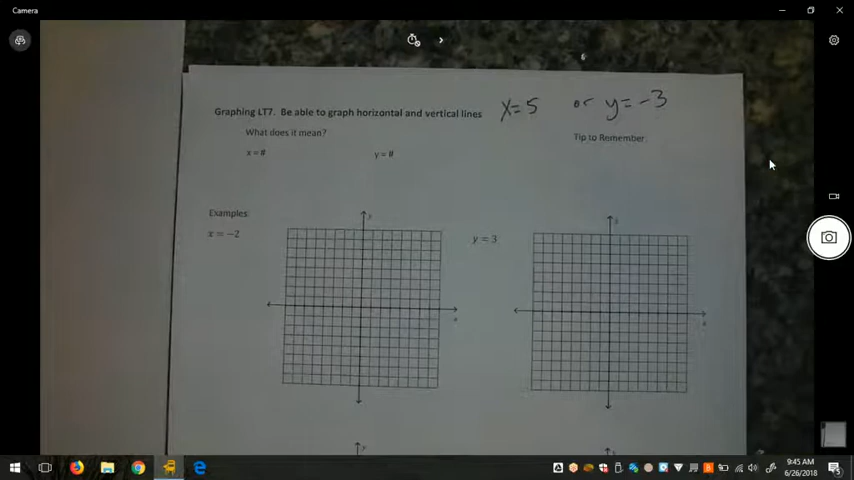 Camera
Graphing LT7. Be able to graph horizontal and vertical lines x=5 or y=-3
What does it mean?
Tip to Remember:
x = #
y = #
Examples:
x = −2
y = 3
y
x
y
9:45 AM
6/26/2018